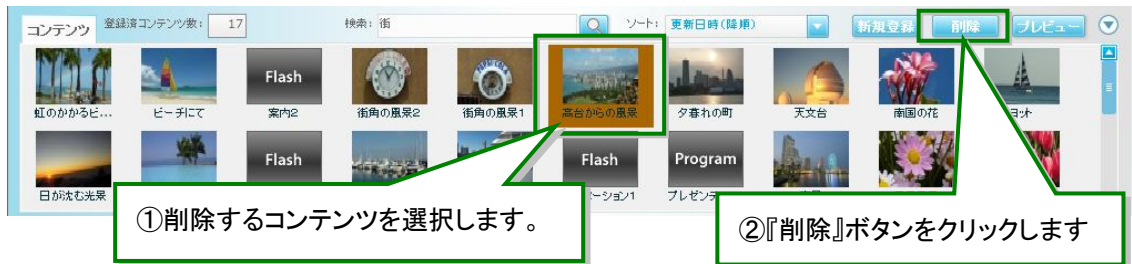 コンテンツ 登録済コンテンツ数: 17 検索: 街 ソート: 更新日時(降順) 新規登録 削除 プレビュー
Flash
虹のかかるビ... ビーチにて 案内2 街角の風景2 街角の風景1 高台からの風景 夕暮れの町 天文台 南国の花 ヨット
Flash Flash Program
日が沈む光景 ーション1 プレゼンテ
①削除するコンテンツを選択します。
②『削除』ボタンをクリックします